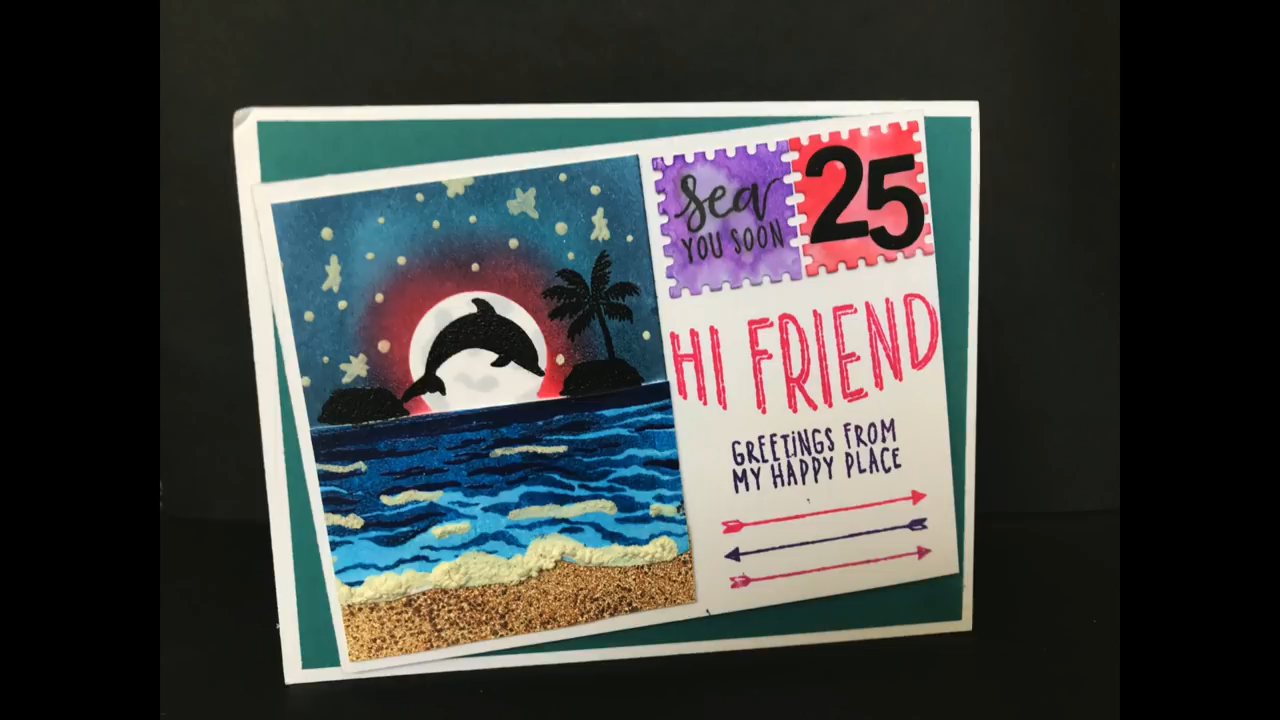 sea
YOU SOON
25
HI FRIEND
GREETINGS FROM
MY HAPPY PLACE